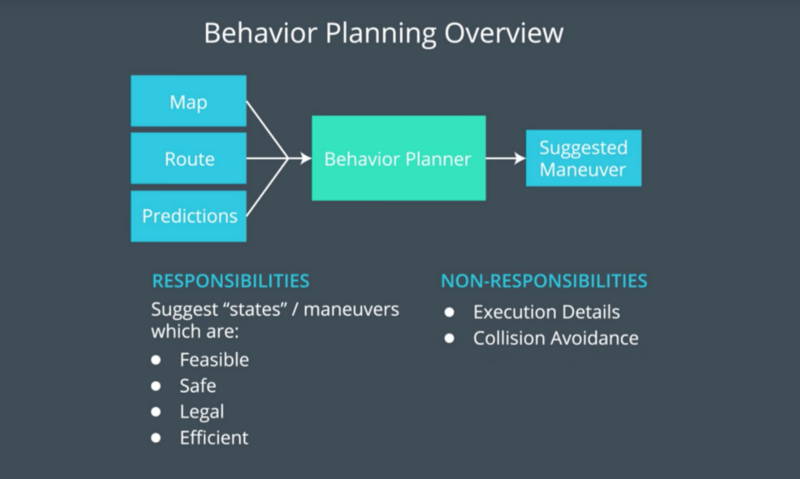 Behavior Planning Overview
Map
Route
Predictions
Behavior Planner
Suggested
Maneuver
RESPONSIBILITIES
Suggest “states” / maneuvers
which are:
● Feasible
● Safe
● Legal
● Efficient
NON-RESPONSIBILITIES
● Execution Details
● Collision Avoidance